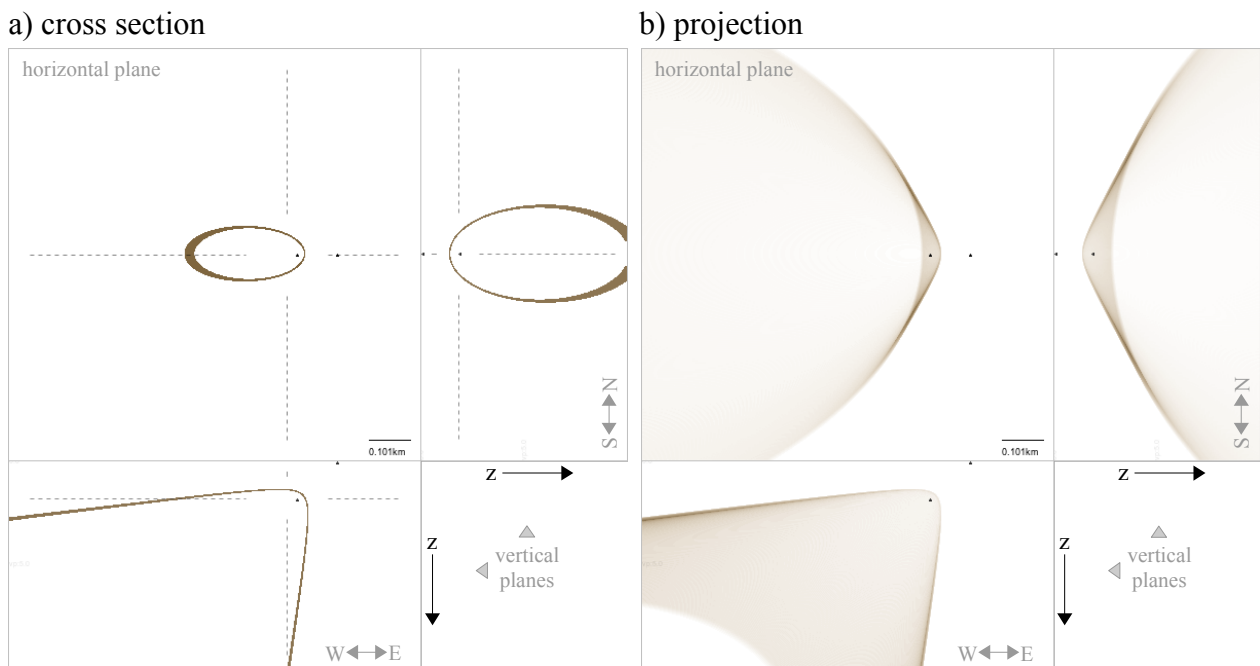 a) cross section
b) projection
horizontal plane
horizontal plane
S N
S N
0.101km
0.101km
z
z
z
z
vertical
planes
vertical
planes
W E
W E